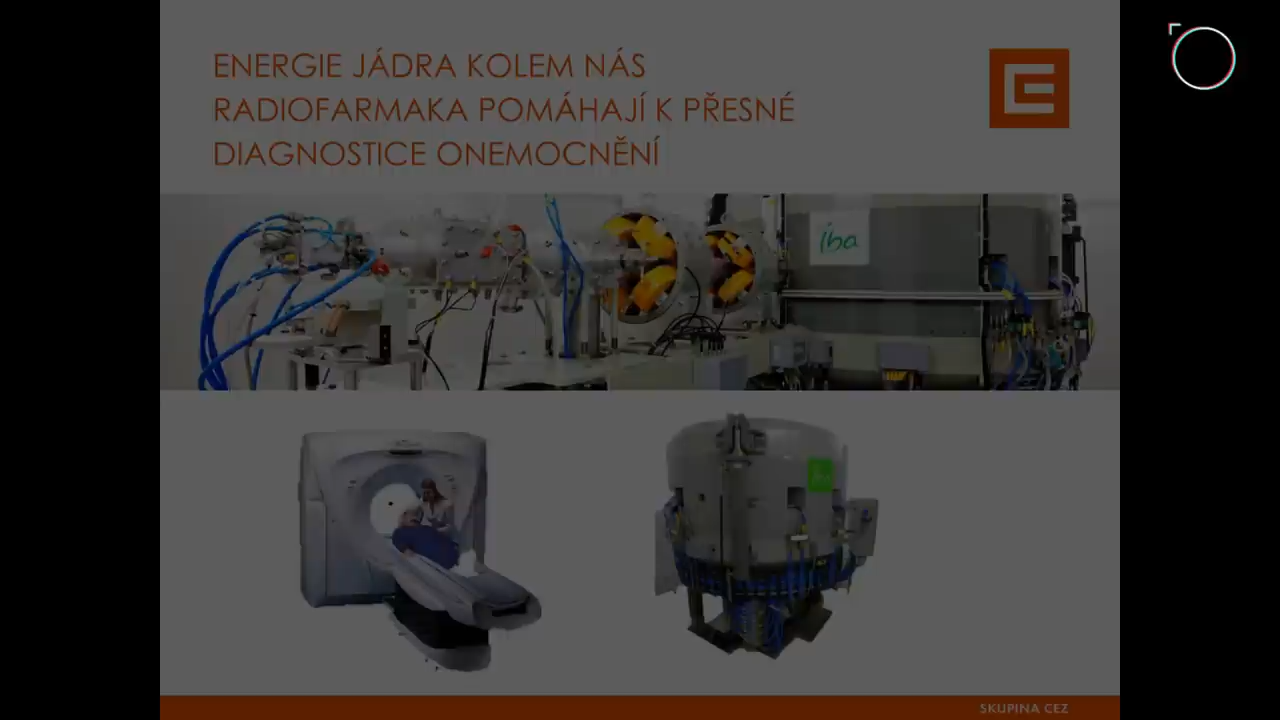 ENERGIE JÁDRA KOLEM NÁS
RADIOFARMAKA POMÁHAJÍ K PŘESNÉ
DIAGNOSTICE ONEMOCNĚNÍ
iba
SKUPINA ČEZ